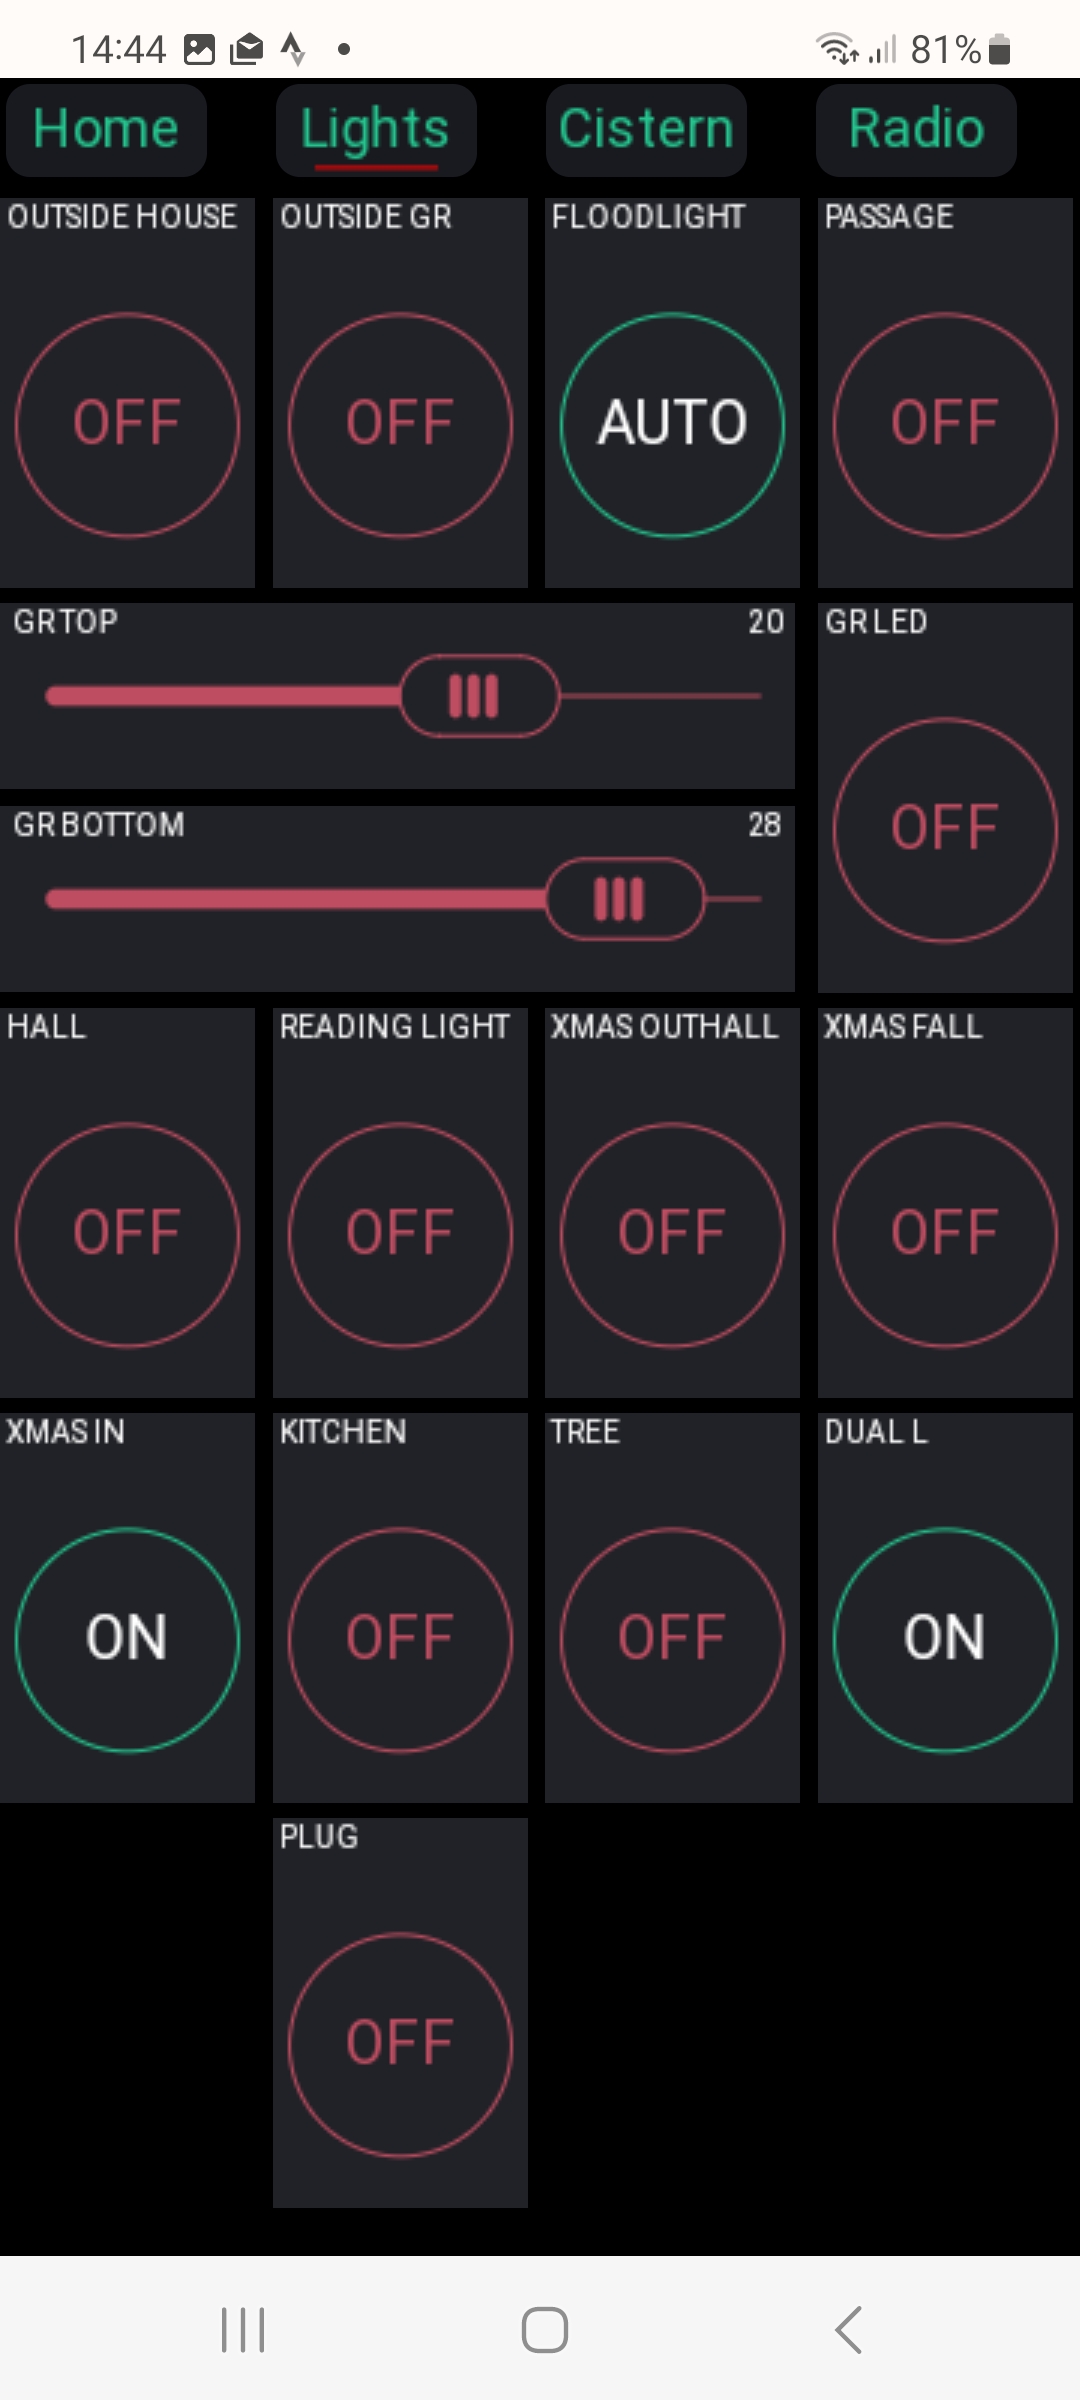 14:44 81%
Home Lights Cistern Radio
OUTSIDE HOUSE OUTSIDE GR FLOODLIGHT PASSAGE
OFF OFF AUTO OFF
GR TOP 20 GR LED
GR BOTTOM 28
OFF
HALL READING LIGHT XMAS OUTHALL XMAS FALL
OFF OFF OFF OFF
XMAS IN KITCHEN TREE DUAL L
ON OFF OFF ON
PLUG
OFF